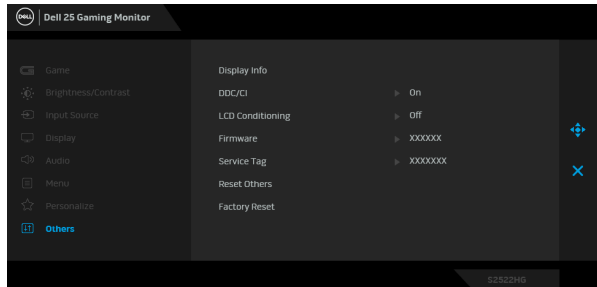 DELL Dell 25 Gaming Monitor
Game
Brightness/Contrast
Input Source
Display
Audio
Menu
Personalize
Others
Display Info
DDC/CI On
LCD Conditioning Off
Firmware XXXXXX
Service Tag XXXXXXX
Reset Others
Factory Reset
S2522HG